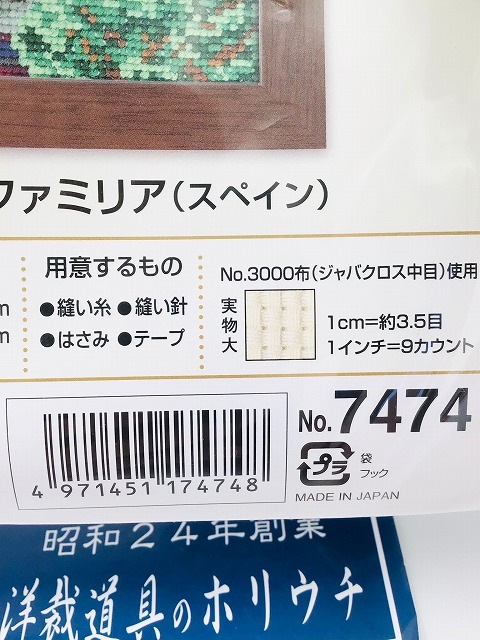 ファミリア(スペイン)
用意するもの
●縫い糸 ●縫い針
●はさみ ●テープ
No.3000布(ジャバクロス中目)使用
実物大
1cm=約3.5目
1インチ=9カウント
4 971451 174748
No.7474
プラ
袋
フック
MADE IN JAPAN
昭和24年創業
洋裁道具のホリウチ